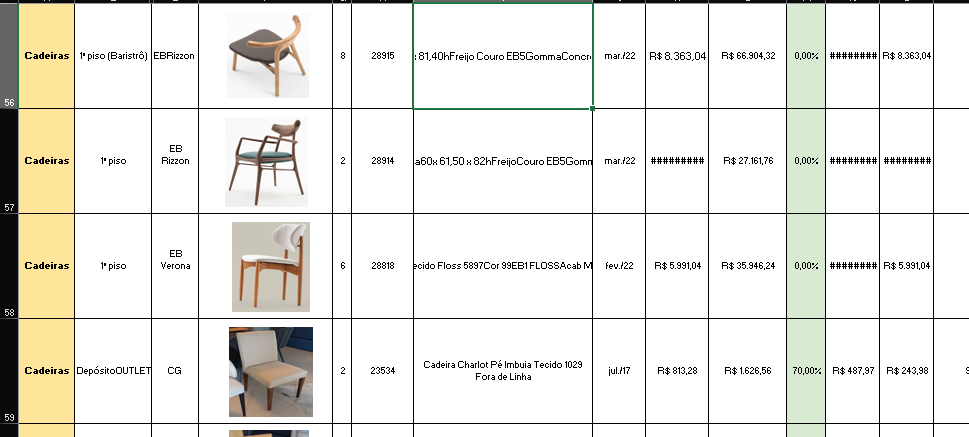 56
Cadeiras
1º piso (Baristrô)
EBRizzon
8
28915
81,40hFreijo Couro EB5GommaConcr
mar./22
R$ 8.363,04
R$ 66.904,32
0,00%
########
R$ 8.363,04
57
Cadeiras
1º piso
EB
Rizzon
2
28914
a60x 61,50 x 82hFreijoCouro EB5Gomm
mar./22
#########
R$ 27.161,76
0,00%
########
########
58
Cadeiras
1º piso
EB
Verona
6
28818
ecido Floss 5897Cor 99EB1 FLOSSAcab M
fev./22
R$ 5.991,04
R$ 35.946,24
0,00%
########
R$ 5.991,04
59
Cadeiras
DepósitoOUTLET
CG
2
23534
Cadeira Charlot Pé Imbuia Tecido 1029
Fora de Linha
jul./17
R$ 813,28
R$ 1.626,56
70,00%
R$ 487,97
R$ 243,98